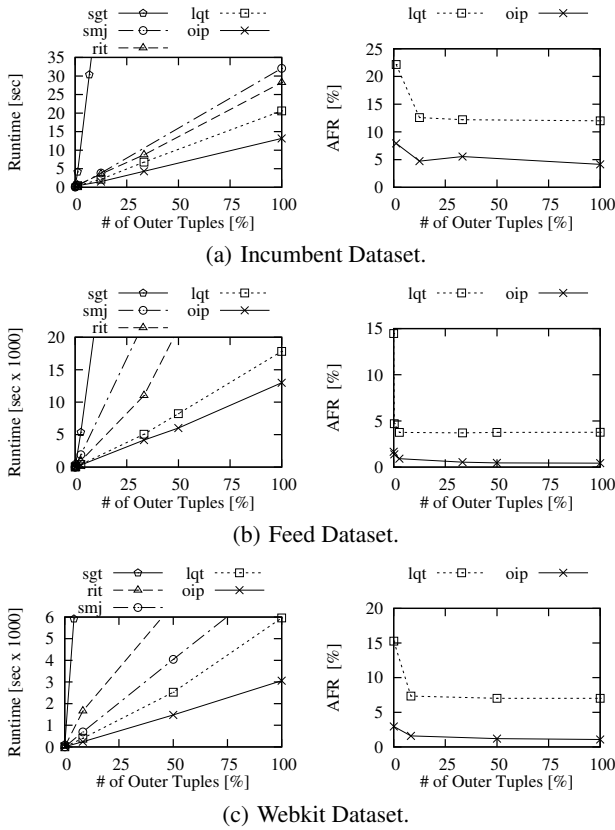 sgt lqt
smj oip
rit
35
30
25
20
15
10
5
0
Runtime [sec]
0 25 50 75 100
# of Outer Tuples [%]
lqt oip
25
20
15
10
5
0
AFR [%]
0 25 50 75 100
# of Outer Tuples [%]
(a) Incumbent Dataset.
sgt lqt
smj oip
rit
20
15
10
5
0
Runtime [sec x 1000]
0 25 50 75 100
# of Outer Tuples [%]
lqt oip
15
10
5
0
AFR [%]
0 25 50 75 100
# of Outer Tuples [%]
(b) Feed Dataset.
sgt lqt
rit oip
smj
6
5
4
3
2
1
0
Runtime [sec x 1000]
0 25 50 75 100
# of Outer Tuples [%]
lqt oip
20
15
10
5
0
AFR [%]
0 25 50 75 100
# of Outer Tuples [%]
(c) Webkit Dataset.